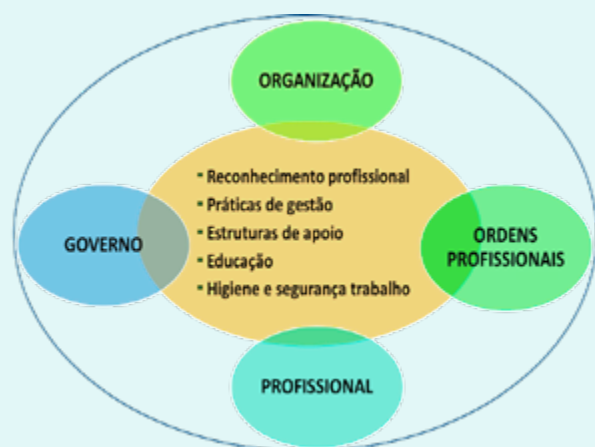 ORGANIZAÇÃO
▪ Reconhecimento profissional
▪ Práticas de gestão
▪ Estruturas de apoio
▪ Educação
▪ Higiene e segurança trabalho
GOVERNO
ORDENS
PROFISSIONAIS
PROFISSIONAL